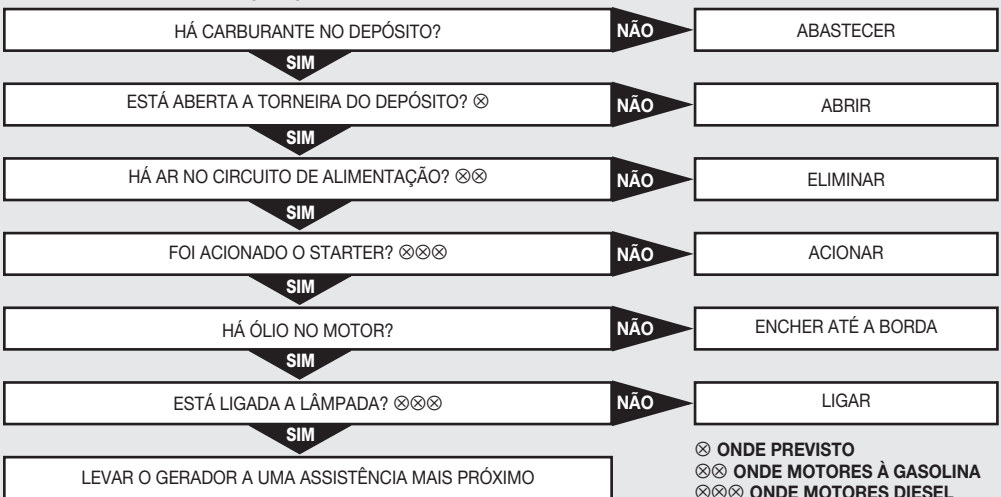 HÁ CARBURANTE NO DEPÓSITO? NÃO ABASTECER
SIM
ESTÁ ABERTA A TORNEIRA DO DEPÓSITO? ⊗ NÃO ABRIR
SIM
HÁ AR NO CIRCUITO DE ALIMENTAÇÃO? ⊗⊗ NÃO ELIMINAR
SIM
FOI ACIONADO O STARTER? ⊗⊗⊗ NÃO ACIONAR
SIM
HÁ ÓLIO NO MOTOR? NÃO ENCHER ATÉ A BORDA
SIM
ESTÁ LIGADA A LÂMPADA? ⊗⊗⊗ NÃO LIGAR
SIM
LEVAR O GERADOR A UMA ASSISTÊNCIA MAIS PRÓXIMO
⊗ ONDE PREVISTO
⊗⊗ ONDE MOTORES À GASOLINA
⊗⊗⊗ ONDE MOTORES DIESEL